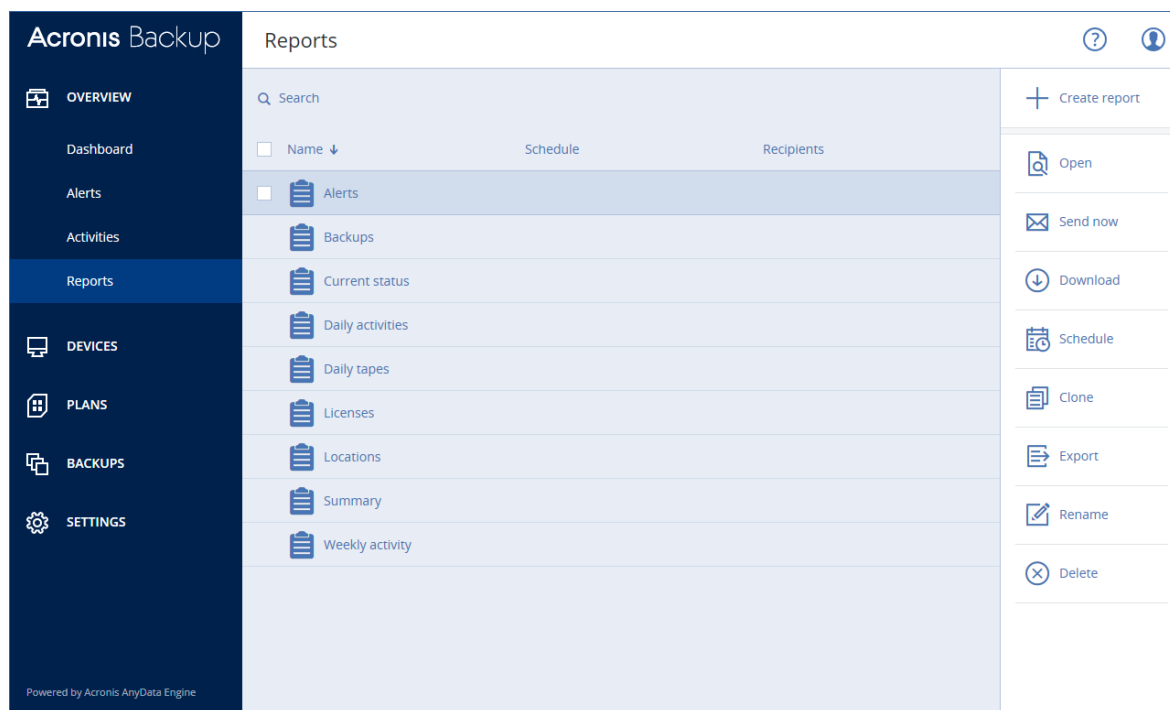 Acronis Backup
Reports
OVERVIEW
Dashboard
Alerts
Activities
Reports
DEVICES
PLANS
BACKUPS
SETTINGS
Powered by Acronis AnyData Engine
Search
Name Schedule Recipients
Alerts
Backups
Current status
Daily activities
Daily tapes
Licenses
Locations
Summary
Weekly activity
Create report
Open
Send now
Download
Schedule
Clone
Export
Rename
Delete